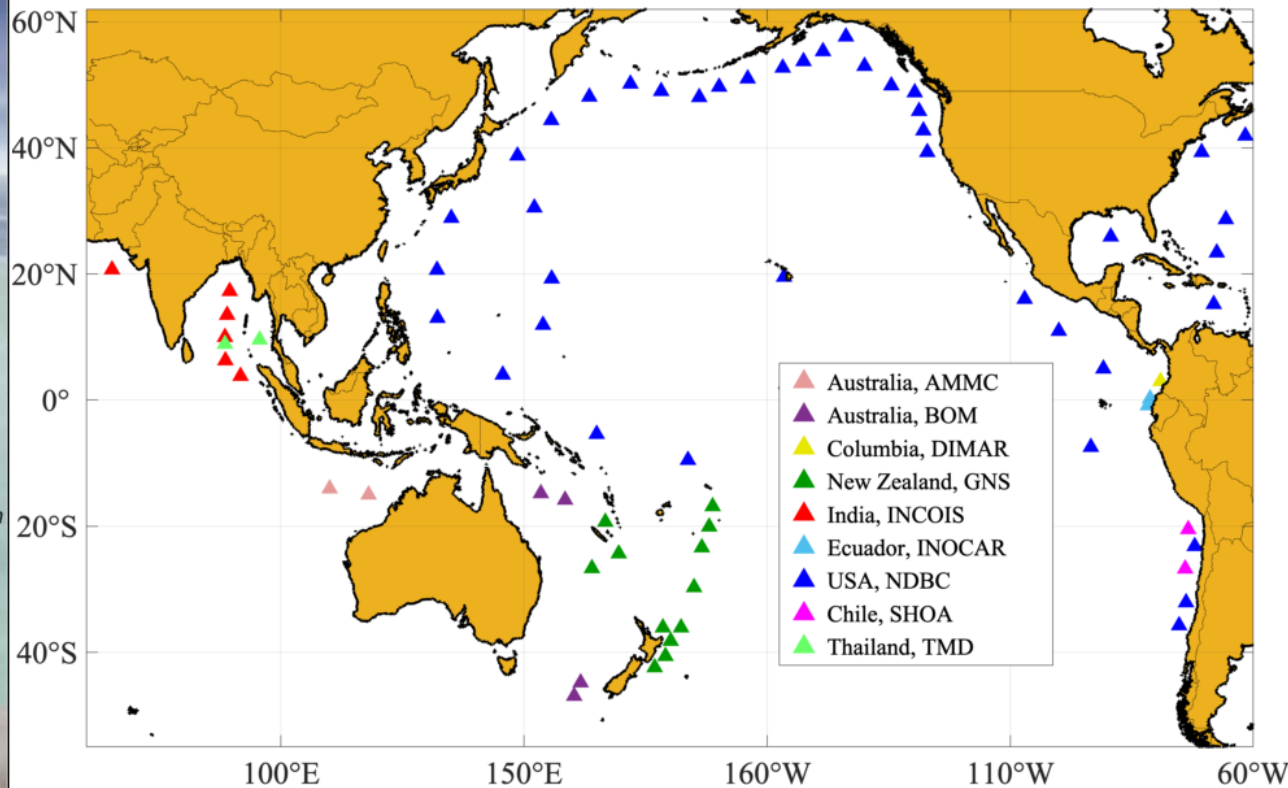 60°N
40°N
20°N
0°
20°S
40°S
Australia, AMMC
Australia, BOM
Columbia, DIMAR
New Zealand, GNS
India, INCOIS
Ecuador, INOCAR
USA, NDBC
Chile, SHOA
Thailand, TMD
100°E 150°E 160°W 110°W 60°W